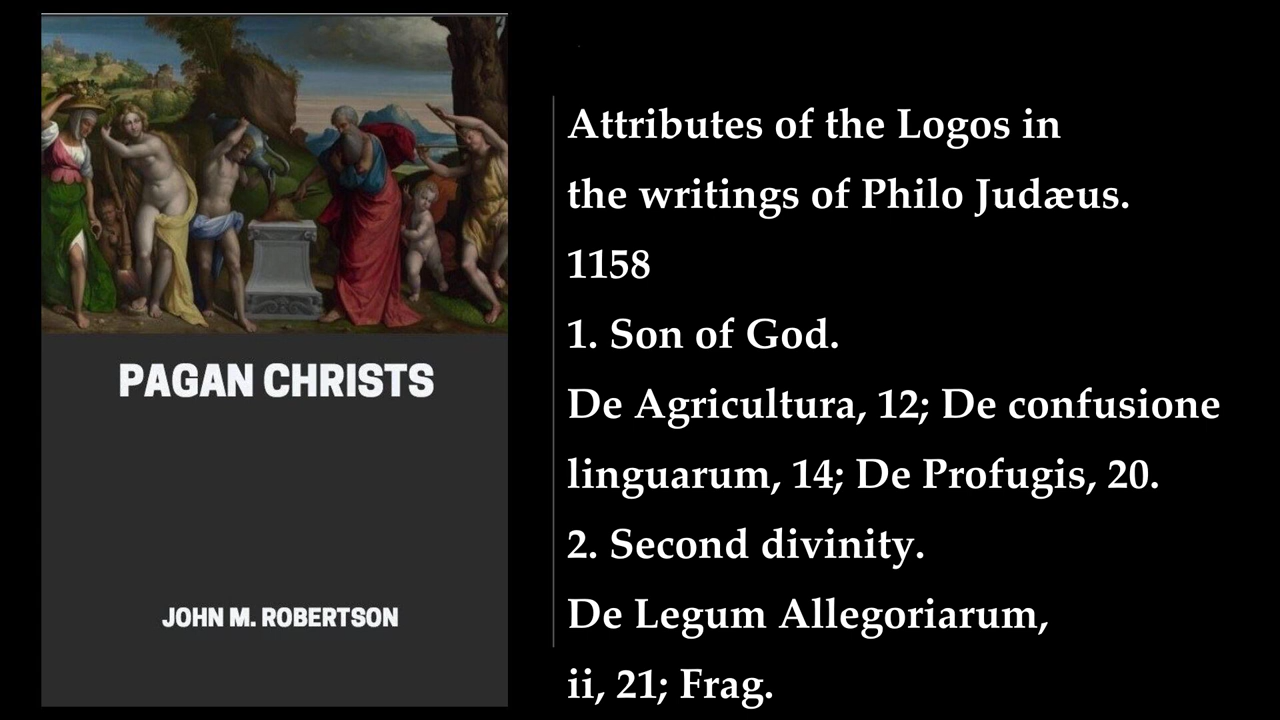 PAGAN CHRISTS
JOHN M. ROBERTSON
Attributes of the Logos in
the writings of Philo Judæus.
1158
1. Son of God.
De Agricultura, 12; De confusione
linguarum, 14; De Profugis, 20.
2. Second divinity.
De Legum Allegoriarum,
ii, 21; Frag.